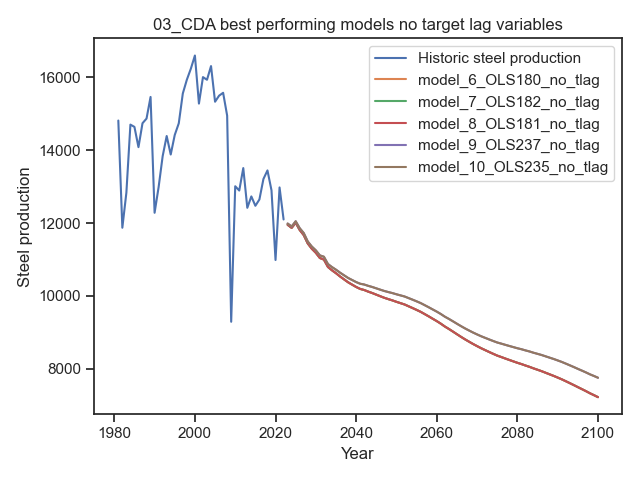 03_CDA best performing models no target lag variables
Historic steel production
model_6_OLS180_no_tlag
model_7_OLS182_no_tlag
model_8_OLS181_no_tlag
model_9_OLS237_no_tlag
model_10_OLS235_no_tlag
Steel production
16000
14000
12000
10000
8000
1980 2000 2020 2040 2060 2080 2100
Year